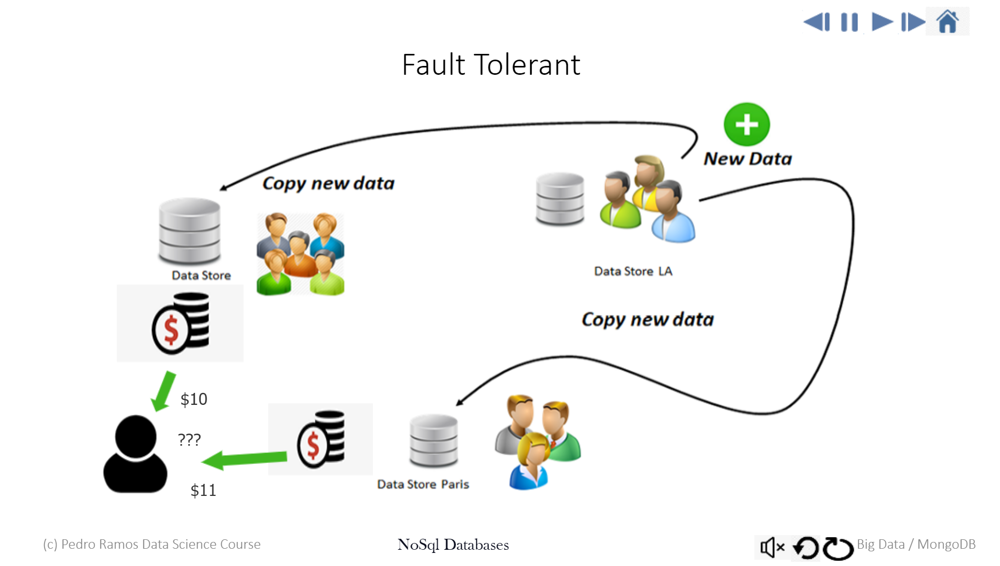 Fault Tolerant
New Data
Copy new data
Data Store
Data Store LA
Copy new data
$
$10
???
$
$11
Data Store Paris
(c) Pedro Ramos Data Science Course
NoSql Databases
Big Data / MongoDB